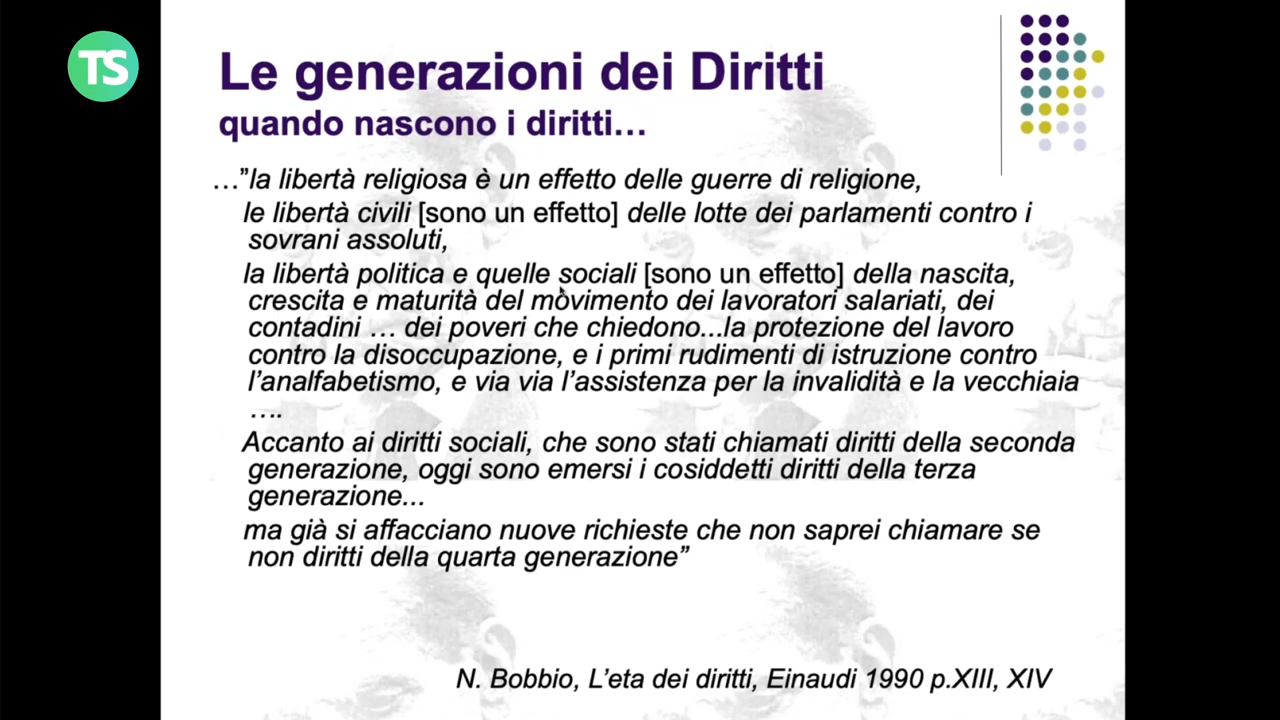 TS
Le generazioni dei Diritti
quando nascono i diritti…
…”la libertà religiosa è un effetto delle guerre di religione,
le libertà civili [sono un effetto] delle lotte dei parlamenti contro i
sovrani assoluti,
la libertà politica e quelle sociali [sono un effetto] della nascita,
crescita e maturità del movimento dei lavoratori salariati, dei
contadini … dei poveri che chiedono...la protezione del lavoro
contro la disoccupazione, e i primi rudimenti di istruzione contro
l’analfabetismo, e via via l’assistenza per la invalidità e la vecchiaia
….
Accanto ai diritti sociali, che sono stati chiamati diritti della seconda
generazione, oggi sono emersi i cosiddetti diritti della terza
generazione...
ma già si affacciano nuove richieste che non saprei chiamare se
non diritti della quarta generazione”
N. Bobbio, L’eta dei diritti, Einaudi 1990 p.XIII, XIV